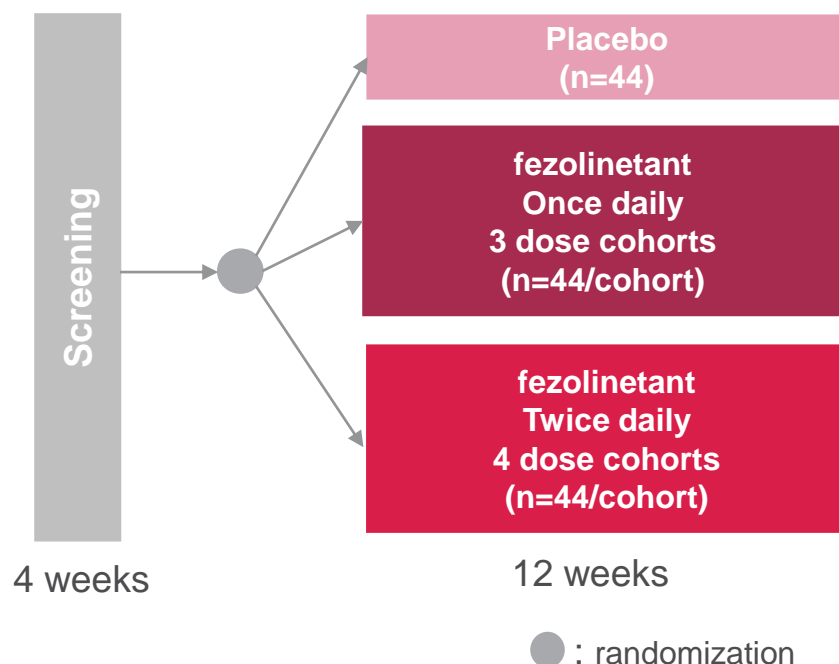 Screening
Placebo
(n=44)
fezolinetant
Once daily
3 dose cohorts
(n=44/cohort)
fezolinetant
Twice daily
4 dose cohorts
(n=44/cohort)
4 weeks
12 weeks
: randomization